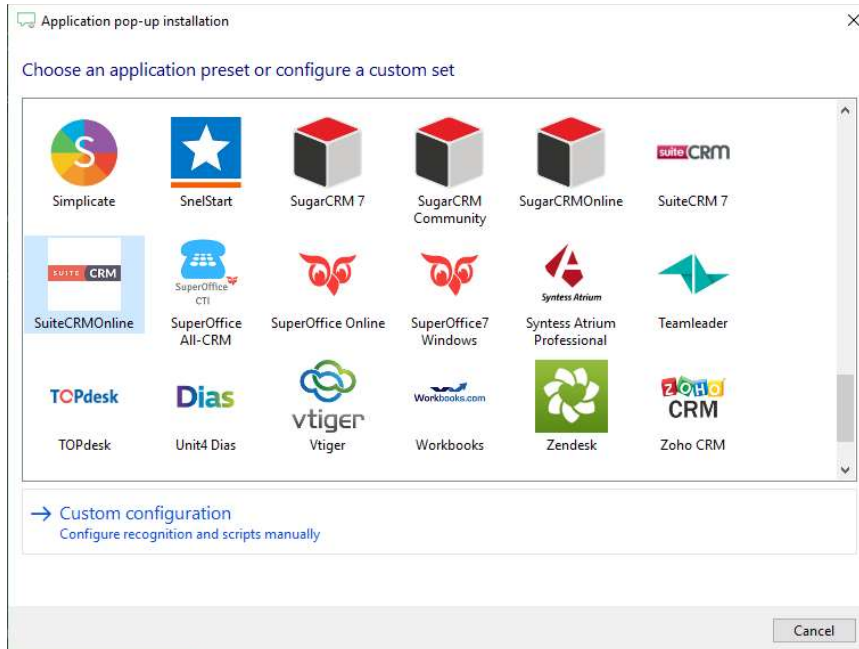 Application pop-up installation
Choose an application preset or configure a custom set
S
suite CRM
Simplicate
SnelStart
SugarCRM 7
SugarCRM
Community
SugarCRMOnline
SuiteCRM 7
SUITE CRM
SuperOffice
CTI
Syntess Atrium
SuiteCRMOnline
SuperOffice
All-CRM
SuperOffice Online
SuperOffice7
Windows
Syntess Atrium
Professional
Teamleader
TOPdesk
Dias
vtiger
Workbooks.com
ZOHO
CRM
TOPdesk
Unit4 Dias
Vtiger
Workbooks
Zendesk
Zoho CRM
Custom configuration
Configure recognition and scripts manually
Cancel